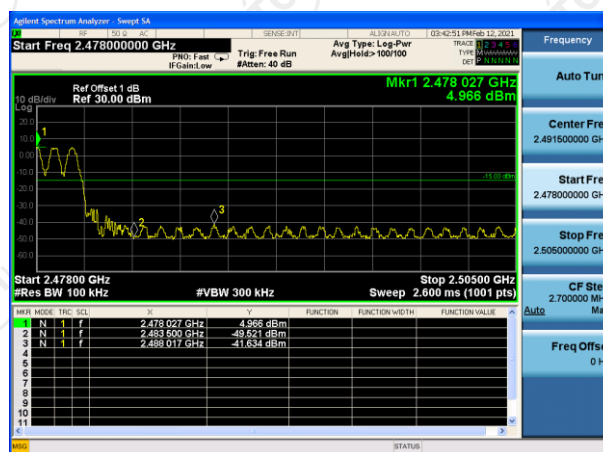 Agilent Spectrum Analyzer - Swept SA
RF 50 Ω AC SENSE:INT ALIGN AUTO 03:42:51 PM Feb 12, 2021
Start Freq 2.478000000 GHz
PNO: Fast
IFGain:Low
Trig: Free Run
#Atten: 40 dB
Avg Type: Log-Pwr
Avg|Hold:>100/100
TRACE 1 2 3 4 5 6
TYPE M
DET P N N N N N
Mkr1 2.478 027 GHz
4.966 dBm
Ref Offset 1 dB
10 dB/div Ref 30.00 dBm
Log
20.0
10.0
0.00
-10.0
-20.0
-30.0
-40.0
-50.0
-60.0
1
2
3
-15.03 dBm
Start 2.47800 GHz Stop 2.50500 GHz
#Res BW 100 kHz #VBW 300 kHz Sweep 2.600 ms (1001 pts)
MKR MODE TRC SCL X Y FUNCTION FUNCTION WIDTH FUNCTION VALUE
1 N 1 f 2.478 027 GHz 4.966 dBm
2 N 1 f 2.483 500 GHz -49.521 dBm
3 N 1 f 2.488 017 GHz -41.634 dBm
4
5
6
7
8
9
10
11
MSG STATUS
Frequency
Auto Tun
Center Fre
2.491500000 GH
Start Fre
2.478000000 GH
Stop Fre
2.505000000 GH
CF Ste
2.700000 MH
Auto Ma
Freq Offse
0 H